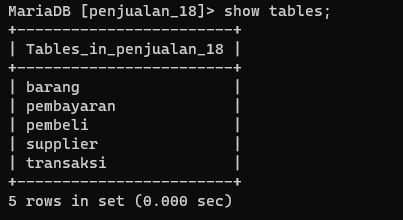 MariaDB [penjualan_18]> show tables;
+------------------------+
| Tables_in_penjualan_18 |
+------------------------+
| barang                 |
| pembayaran             |
| pembeli                |
| supplier               |
| transaksi              |
+------------------------+
5 rows in set (0.000 sec)